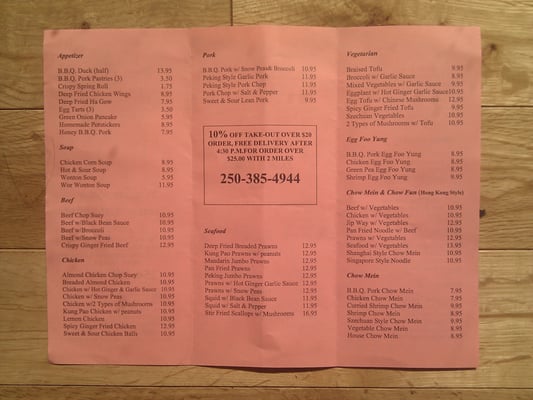 Appetizer
B.B.Q. Duck (half) 13.95
B.B.Q. Pork Pastries (3) 3.50
Crispy Spring Roll 1.75
Deep Fried Chicken Wings 8.95
Deep Fried Ha Gow 7.95
Egg Tarts (3) 3.50
Green Onion Pancake 5.95
Homemade Potstickers 8.95
Honey B.B.Q. Pork 7.95
Soup
Chicken Corn Soup 8.95
Hot & Sour Soup 8.95
Wonton Soup 5.95
War Wonton Soup 11.95
Beef
Beef Chop Suey 10.95
Beef w/Black Bean Sauce 10.95
Beef w/Broccoli 10.95
Beef w/Snow Peas 10.95
Crispy Ginger Fried Beef 12.95
Chicken
Almond Chicken Chop Suey 10.95
Breaded Almond Chicken 10.95
Chicken w/ Hot Ginger & Garlic Sauce 10.95
Chicken w/ Snow Peas 10.95
Chicken w/2 Types of Mushrooms 10.95
Kung Pao Chicken w/ peanuts 10.95
Lemon Chicken 10.95
Spicy Ginger Fried Chicken 12.95
Sweet & Sour Chicken Balls 10.95
Pork
B.B.Q. Pork w/ Snow Peas& Broccoli 10.95
Peking Style Garlic Pork 11.95
Peking Style Pork Chop 11.95
Pork Chop w/ Salt & Pepper 11.95
Sweet & Sour Lean Pork 9.95
10% OFF TAKE-OUT OVER $20
ORDER, FREE DELIVERY AFTER
4:30 P.M.FOR ORDER OVER
$25.00 WITH 2 MILES
250-385-4944
Seafood
Deep Fried Breaded Prawns 12.95
Kung Pao Prawns w/ peanuts 12.95
Mandarin Jumbo Prawns 12.95
Pan Fried Prawns 12.95
Peking Jumbo Prawns 12.95
Prawns w/ Hot Ginger Garlic Sauce 12.95
Prawns w/ Snow Peas 12.95
Squid w/ Black Bean Sauce 11.95
Squid w/ Salt & Pepper 11.95
Stir Fried Scallops w/ Mushrooms 16.95
Vegetarian
Braised Tofu 9.95
Broccoli w/ Garlic Sauce 8.95
Mixed Vegetables w/ Garlic Sauce 9.95
Eggplant w/ Hot Ginger Garlic Sauce10.95
Egg Tofu w/ Chinese Mushrooms 12.95
Spicy Ginger Fried Tofu 9.95
Szechuan Vegetables 10.95
2 Types of Mushrooms w/ Tofu 10.95
Egg Foo Yung
B.B.Q. Pork Egg Foo Yung 9.95
Chicken Egg Foo Yung 9.95
Green Pea Egg Foo Yung 8.95
Shrimp Egg Foo Yung 9.95
Chow Mein & Chow Fun (Hong Kong Style)
Beef w/ Vegetables 10.95
Chicken w/ Vegetables 10.95
Jip Way w/ Vegetables 12.95
Pan Fried Noodle w/ Beef 10.95
Prawns w/ Vegetables 12.95
Seafood w/ Vegetables 13.95
Shanghai Style Chow Mein 10.95
Singapore Style Noodle 10.95
Chow Mein
B.B.Q. Pork Chow Mein 7.95
Chicken Chow Mein 7.95
Curried Shrimp Chow Mein 9.95
Shrimp Chow Mein 8.95
Szechuan Style Chow Mein 9.95
Vegetable Chow Mein 8.95
House Chow Mein 8.95